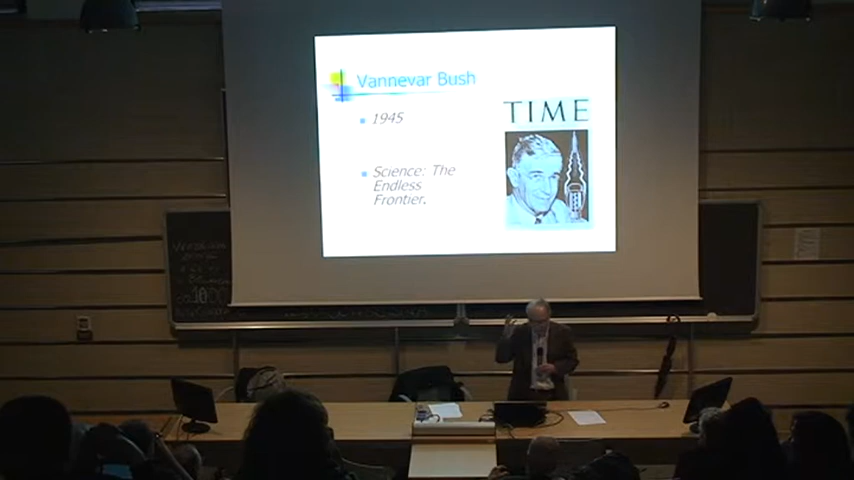 Vannevar Bush
1945
Science: The
Endless
Frontier.
TIME